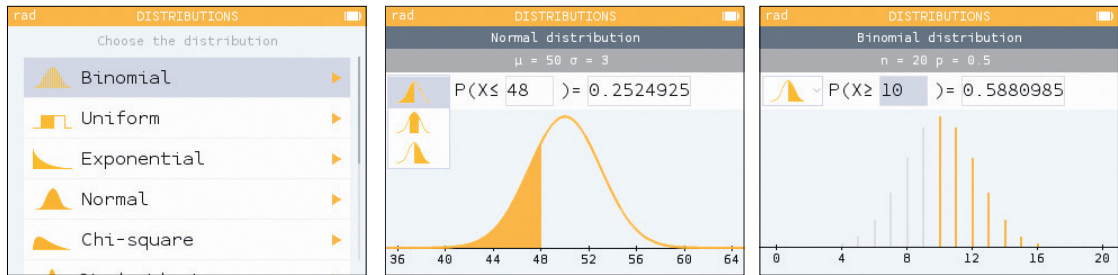 rad DISTRIBUTIONS
Choose the distribution
Binomial
Uniform
Exponential
Normal
Chi-square
rad DISTRIBUTIONS
Normal distribution
μ = 50 σ = 3
P(X≤ 48 )= 0.2524925
36 40 44 48 52 56 60 64
rad DISTRIBUTIONS
Binomial distribution
n = 20 p = 0.5
P(X≥ 10 )= 0.5880985
0 4 8 12 16 20